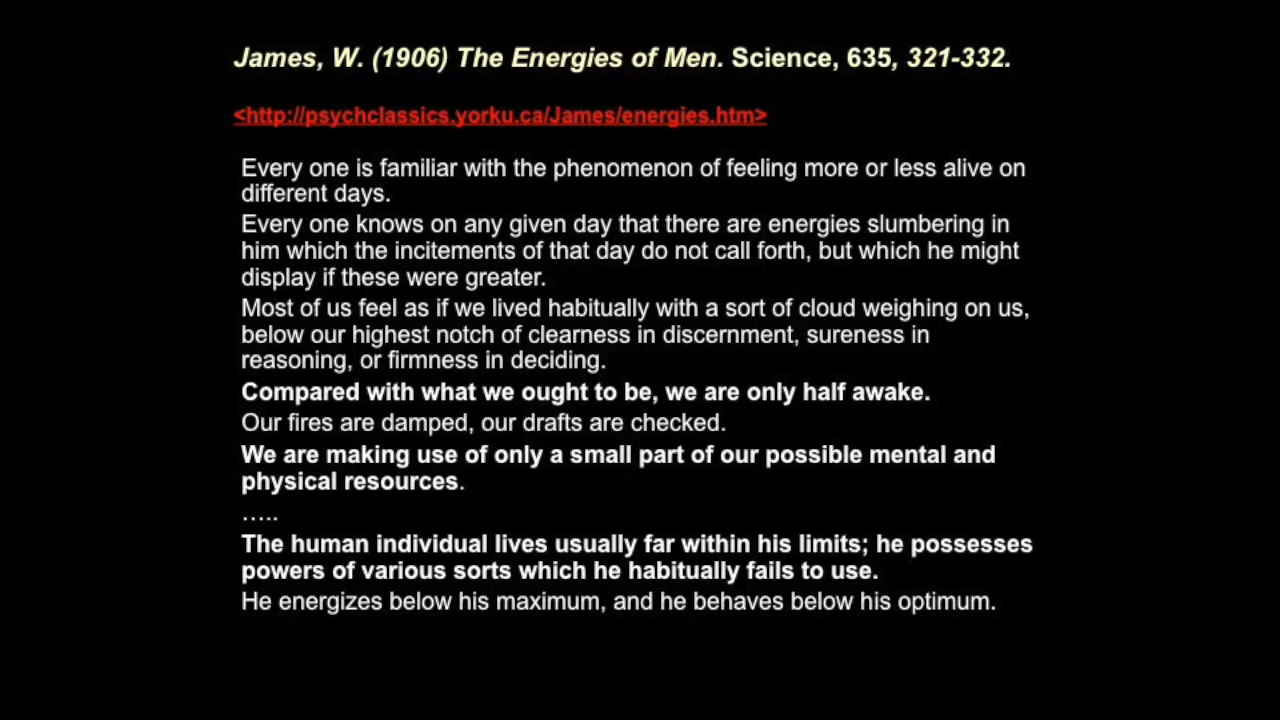 James, W. (1906) The Energies of Men. Science, 635, 321-332.
<http://psychclassics.yorku.ca/James/energies.htm>
Every one is familiar with the phenomenon of feeling more or less alive on
different days.
Every one knows on any given day that there are energies slumbering in
him which the incitements of that day do not call forth, but which he might
display if these were greater.
Most of us feel as if we lived habitually with a sort of cloud weighing on us,
below our highest notch of clearness in discernment, sureness in
reasoning, or firmness in deciding.
Compared with what we ought to be, we are only half awake.
Our fires are damped, our drafts are checked.
We are making use of only a small part of our possible mental and
physical resources.
…..
The human individual lives usually far within his limits; he possesses
powers of various sorts which he habitually fails to use.
He energizes below his maximum, and he behaves below his optimum.